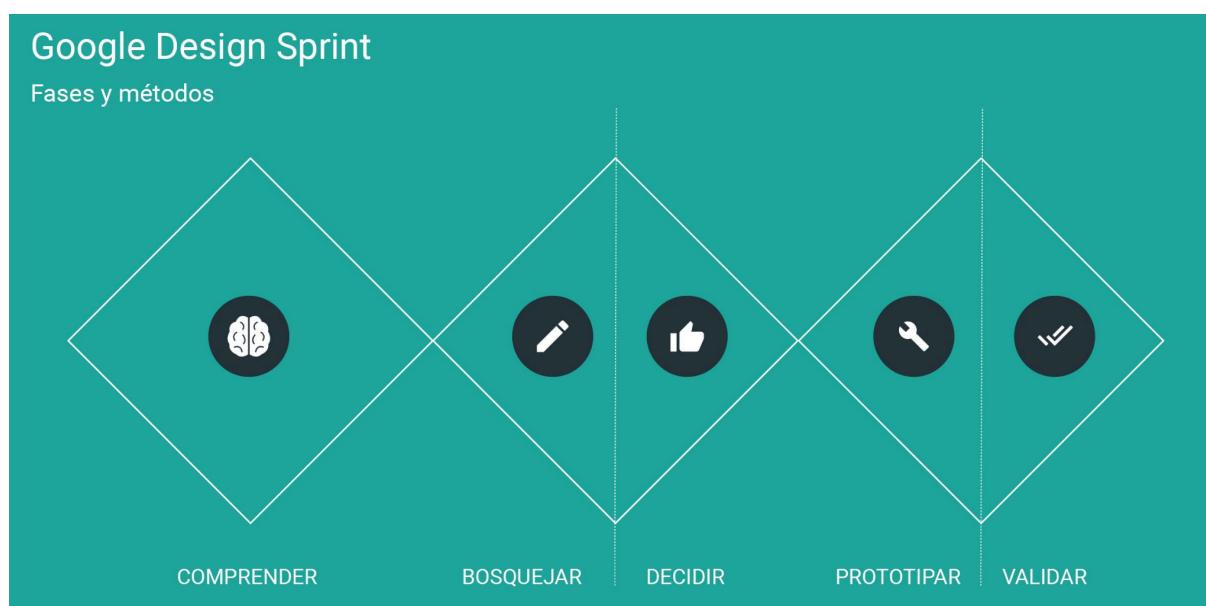 Google Design Sprint
Fases y métodos
COMPRENDER
BOSQUEJAR
DECIDIR
PROTOTIPAR
VALIDAR